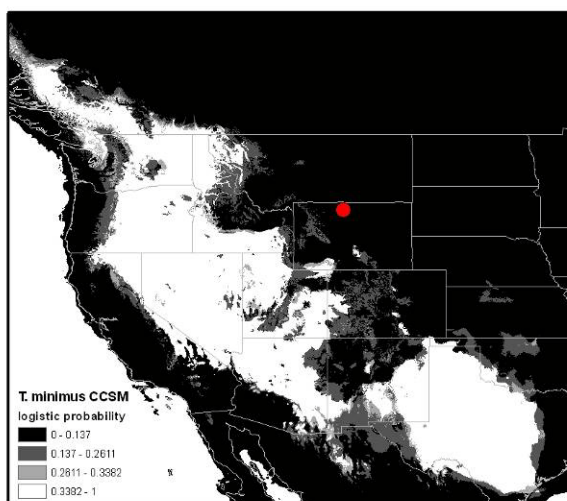 T. minimus CCSM
logistic probability
0 - 0.137
0.137 - 0.2611
0.2611 - 0.3382
0.3382 - 1